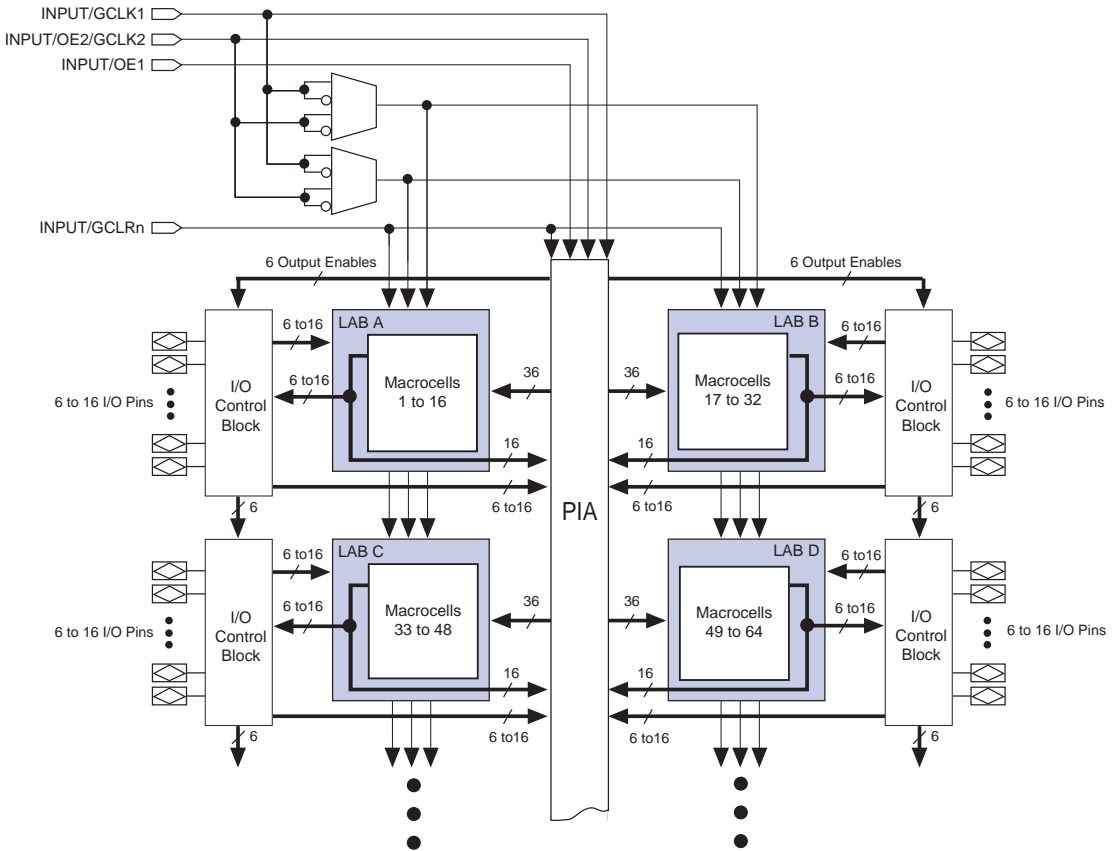 INPUT/GCLK1
INPUT/OE2/GCLK2
INPUT/OE1
INPUT/GCLRn
6 Output Enables
6 Output Enables
LAB A
LAB B
6 to16
6 to16
6 to 16 I/O Pins
I/O
Control
Block
6 to16
Macrocells
1 to 16
36
36
Macrocells
17 to 32
6 to16
I/O
Control
Block
6 to 16 I/O Pins
16
16
6 to16
6 to16
PIA
6
6
LAB C
LAB D
6 to16
6 to16
6 to 16 I/O Pins
I/O
Control
Block
6 to16
Macrocells
33 to 48
36
36
Macrocells
49 to 64
6 to16
I/O
Control
Block
6 to 16 I/O Pins
16
16
6 to16
6 to16
6
6